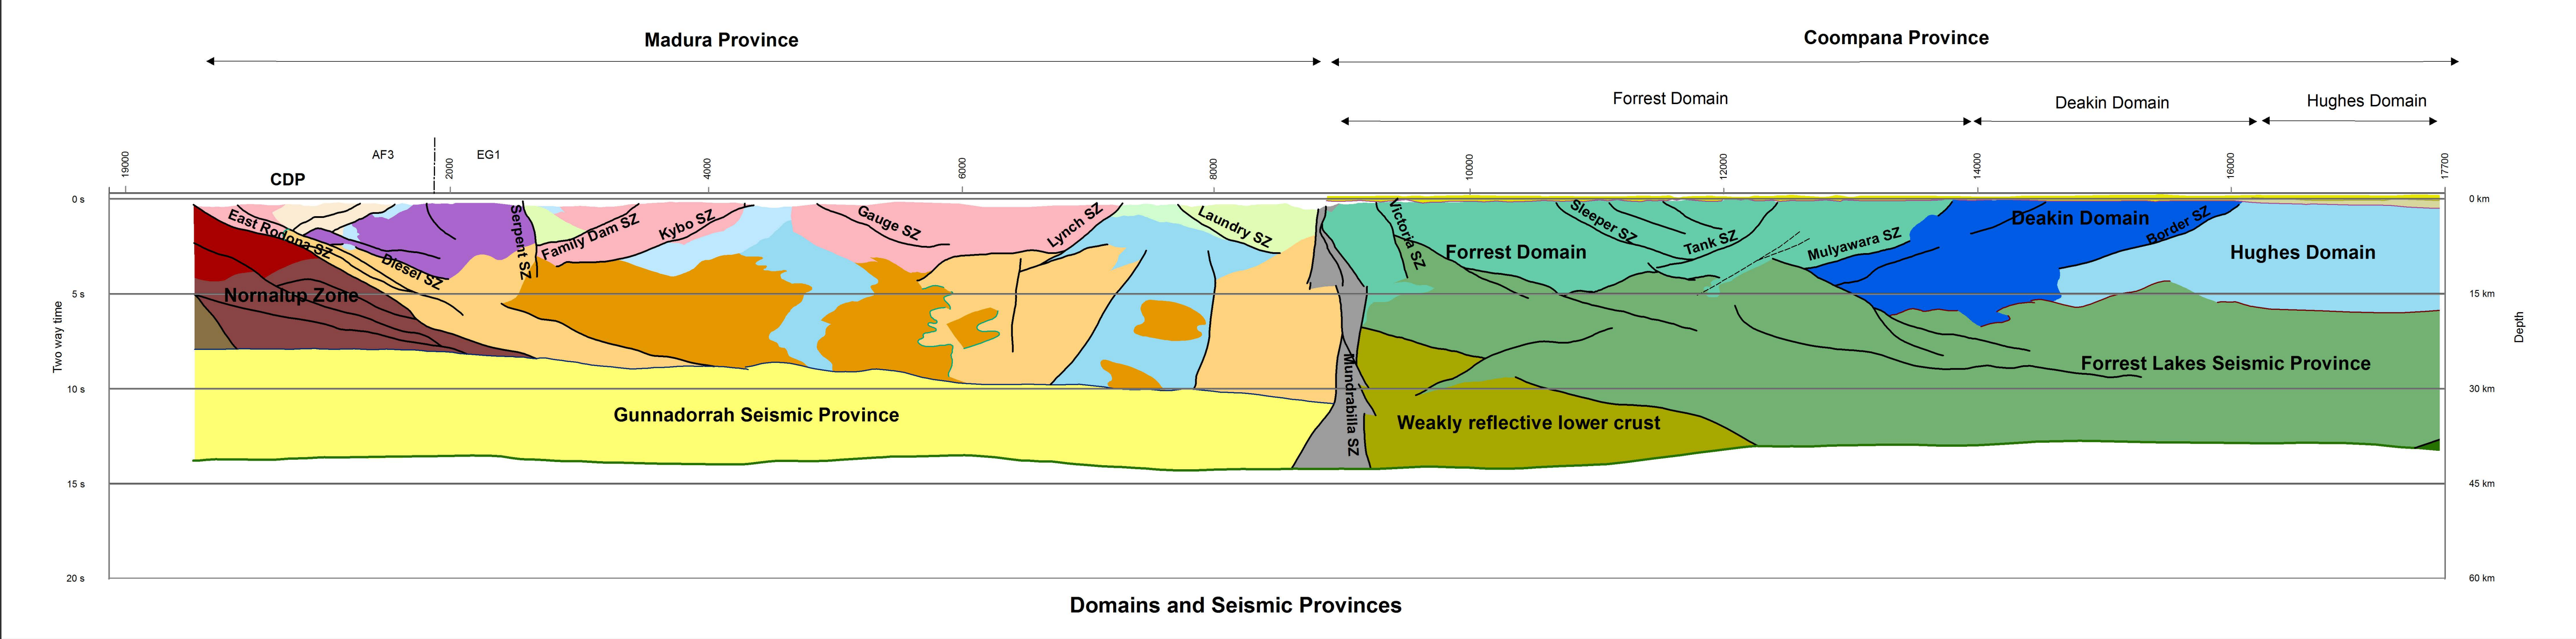 Madura Province
Coompana Province
Forrest Domain
Deakin Domain
Hughes Domain
AF3
EG1
CDP
19000
2000
4000
6000
8000
10000
12000
14000
16000
17700
0 s
0 km
East Rodona SZ
Diesel SZ
Serpent SZ
Family Dam SZ
Kybo SZ
Gauge SZ
Lynch SZ
Laundry SZ
Victoria SZ
Sleeper SZ
Tank SZ
Mulyawara SZ
Border SZ
Deakin Domain
Forrest Domain
Hughes Domain
Nornalup Zone
5 s
15 km
Two way time
Depth
Mundrabilla SZ
Forrest Lakes Seismic Province
10 s
30 km
Gunnadorrah Seismic Province
Weakly reflective lower crust
15 s
45 km
20 s
60 km
Domains and Seismic Provinces